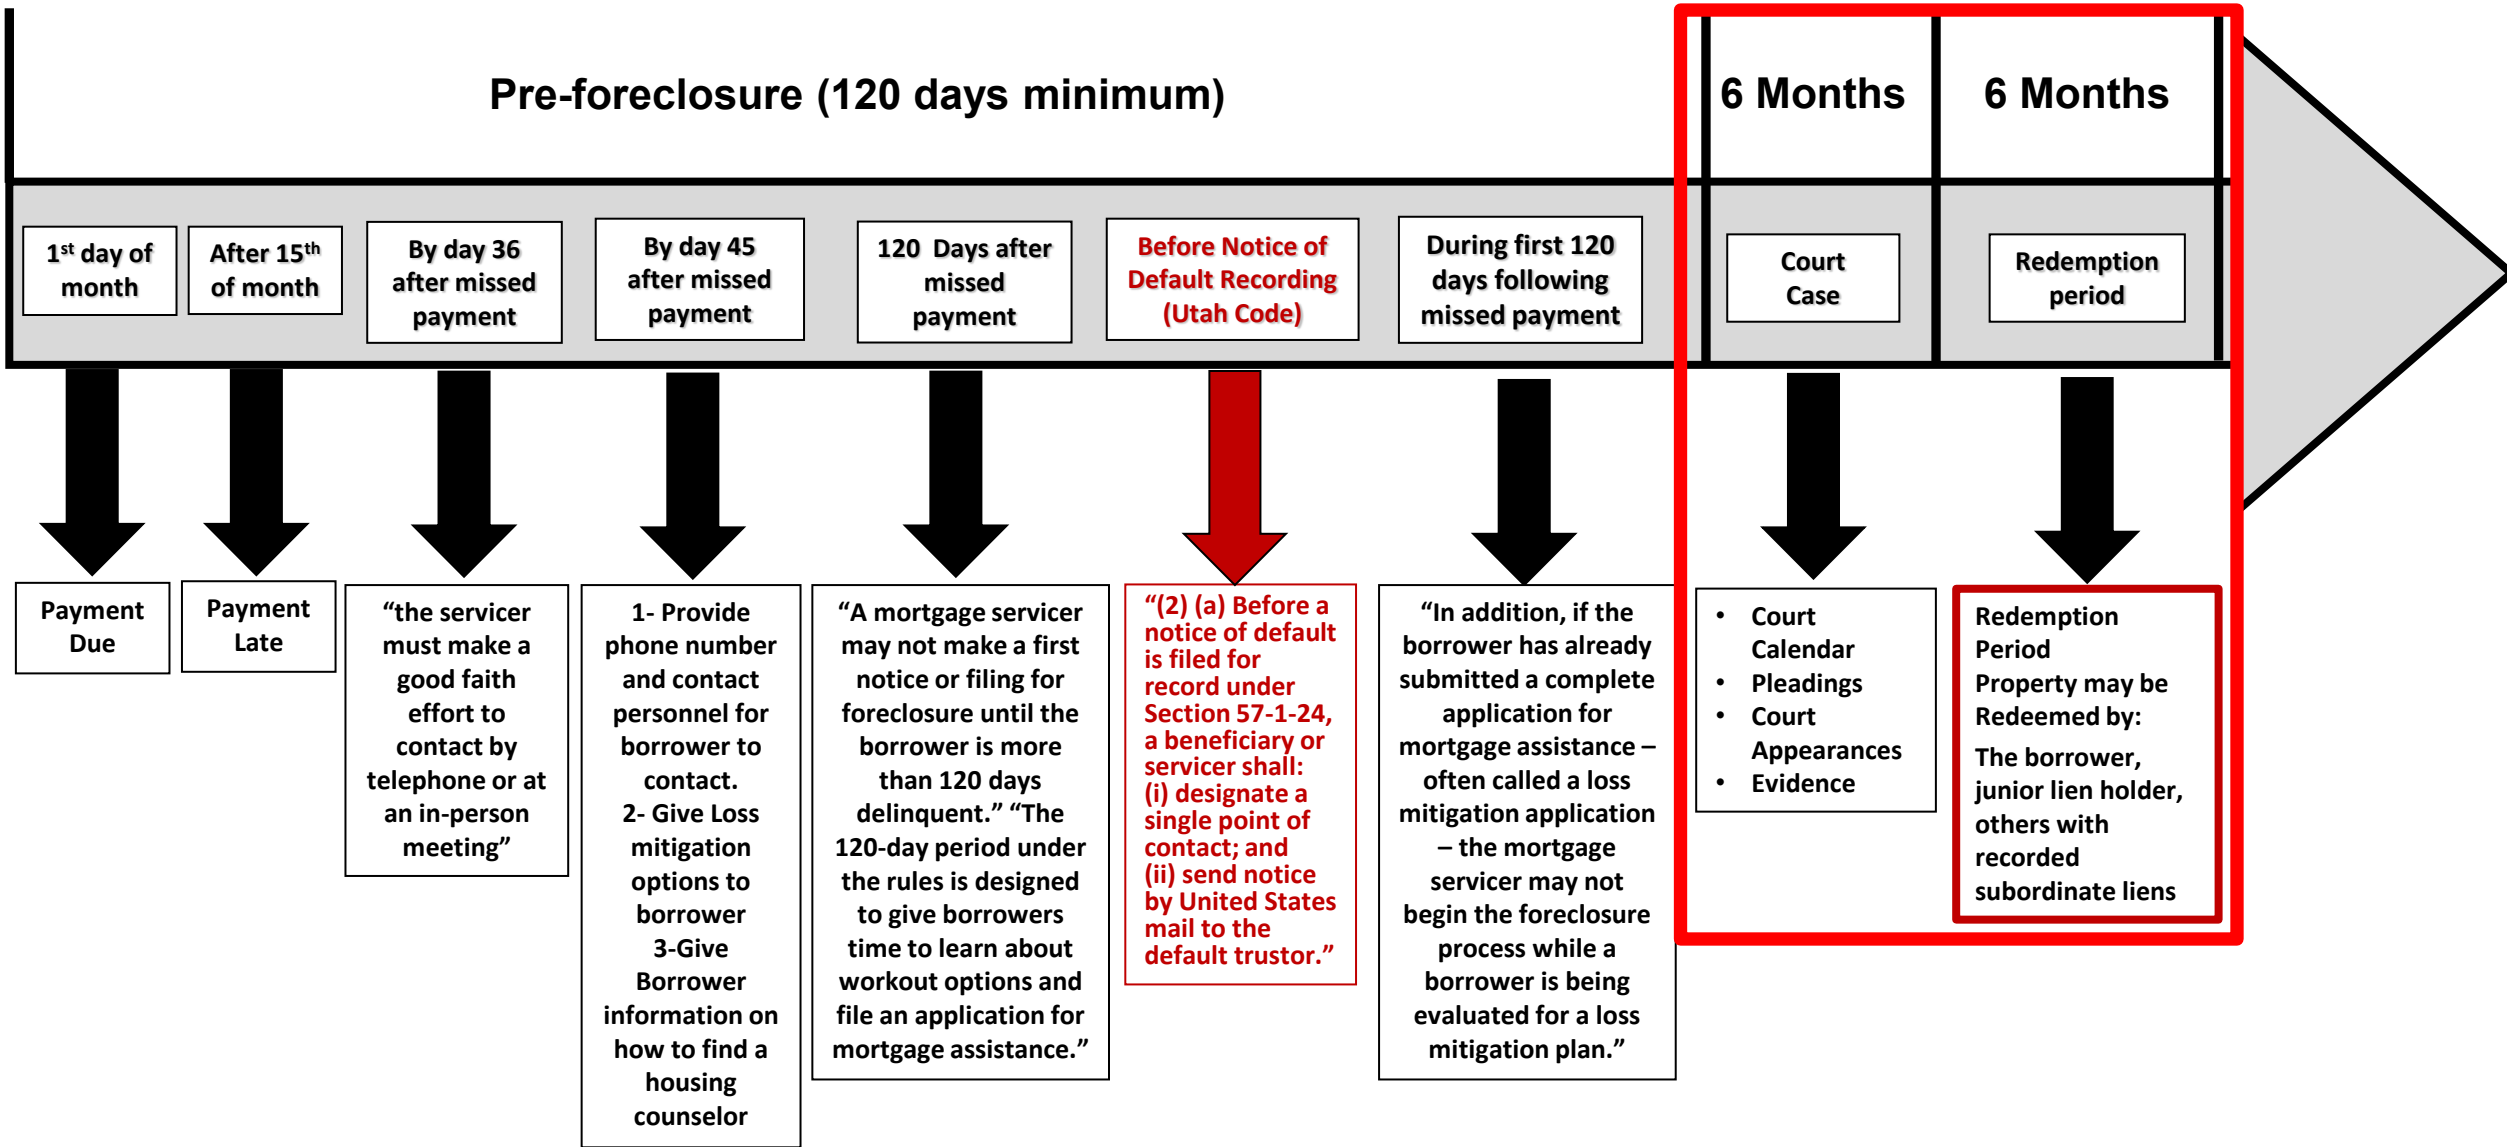 Pre-foreclosure (120 days minimum)
6 Months
6 Months
1st day of
month
After 15th
of month
By day 36
after missed
payment
By day 45
after missed
payment
120 Days after
missed
payment
Before Notice of
Default Recording
(Utah Code)
During first 120
days following
missed payment
Court
Case
Redemption
period
Payment
Due
Payment
Late
“the servicer
must make a
good faith
effort to
contact by
telephone or at
an in-person
meeting”
1- Provide
phone number
and contact
personnel for
borrower to
contact.
2- Give Loss
mitigation
options to
borrower
3-Give
Borrower
information on
how to find a
housing
counselor
“A mortgage servicer
may not make a first
notice or filing for
foreclosure until the
borrower is more
than 120 days
delinquent.” “The
120-day period under
the rules is designed
to give borrowers
time to learn about
workout options and
file an application for
mortgage assistance.”
“(2) (a) Before a
notice of default
is filed for
record under
Section 57-1-24,
a beneficiary or
servicer shall:
(i) designate a
single point of
contact; and
(ii) send notice
by United States
mail to the
default trustor.”
“In addition, if the
borrower has already
submitted a complete
application for
mortgage assistance –
often called a loss
mitigation application
– the mortgage
servicer may not
begin the foreclosure
process while a
borrower is being
evaluated for a loss
mitigation plan.”
• Court
Calendar
• Pleadings
• Court
Appearances
• Evidence
Redemption
Period
Property may be
Redeemed by:
The borrower,
junior lien holder,
others with
recorded
subordinate liens